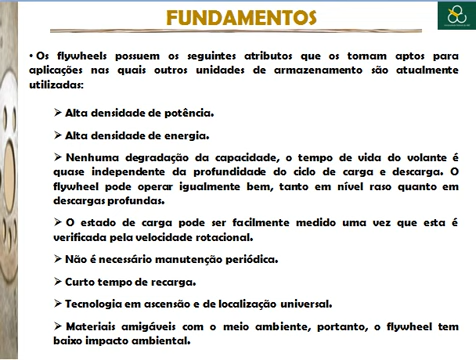 FUNDAMENTOS
• Os flywheels possuem os seguintes atributos que os tornam aptos para
aplicações nas quais outros unidades de armazenamento são atualmente
utilizadas:
➢ Alta densidade de potência.
➢ Alta densidade de energia.
➢ Nenhuma degradação da capacidade, o tempo de vida do volante é
quase independente da profundidade do ciclo de carga e descarga. O
flywheel pode operar igualmente bem, tanto em nível raso quanto em
descargas profundas.
➢ O estado de carga pode ser facilmente medido uma vez que esta é
verificada pela velocidade rotacional.
➢ Não é necessário manutenção periódica.
➢ Curto tempo de recarga.
➢ Tecnologia em ascensão e de localização universal.
➢ Materiais amigáveis com o meio ambiente, portanto, o flywheel tem
baixo impacto ambiental.